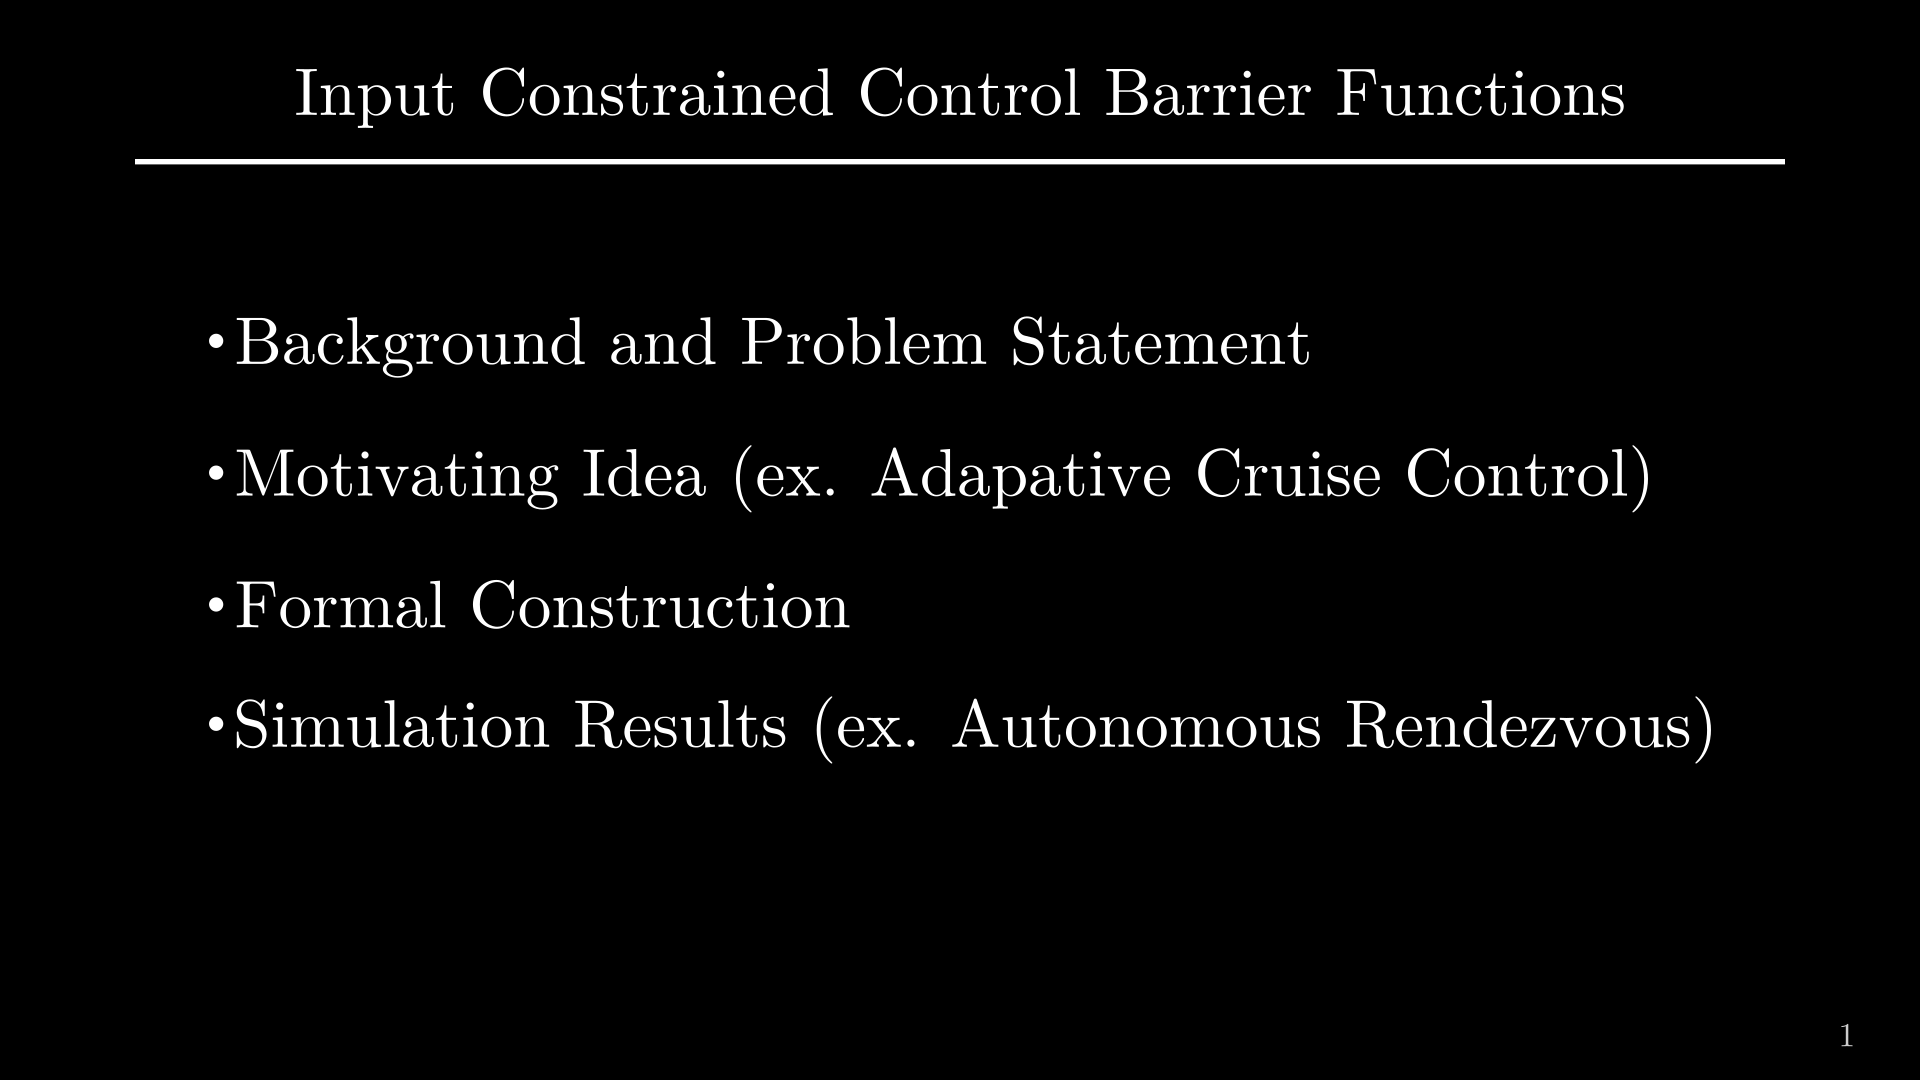 Input Constrained Control Barrier Functions
•Background and Problem Statement
•Motivating Idea (ex. Adapative Cruise Control)
•Formal Construction
•Simulation Results (ex. Autonomous Rendezvous)
1